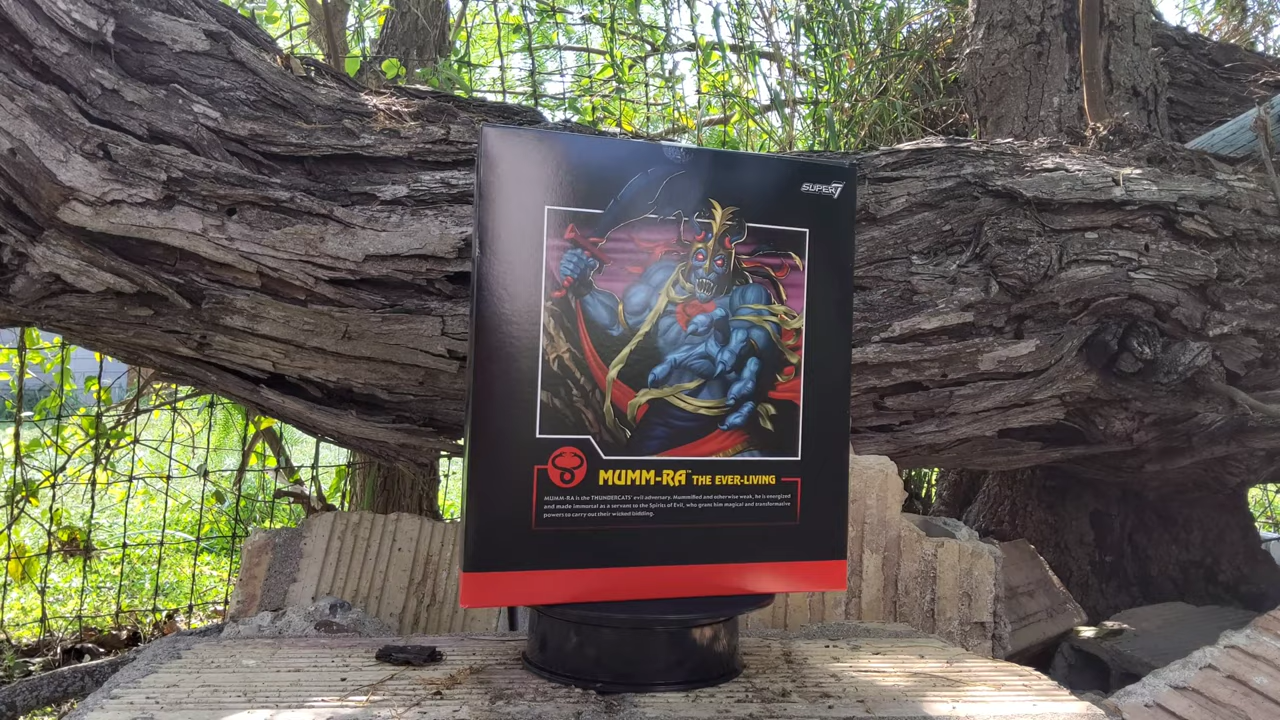 SUPER7
MUMM-RA™ THE EVER-LIVING
MUMM-RA is the THUNDERCATS' evil adversary. Mummified and otherwise weak, he is energized
and made immortal as a servant to the Spirits of Evil, who grant him magical and transformative
powers to carry out their wicked bidding.